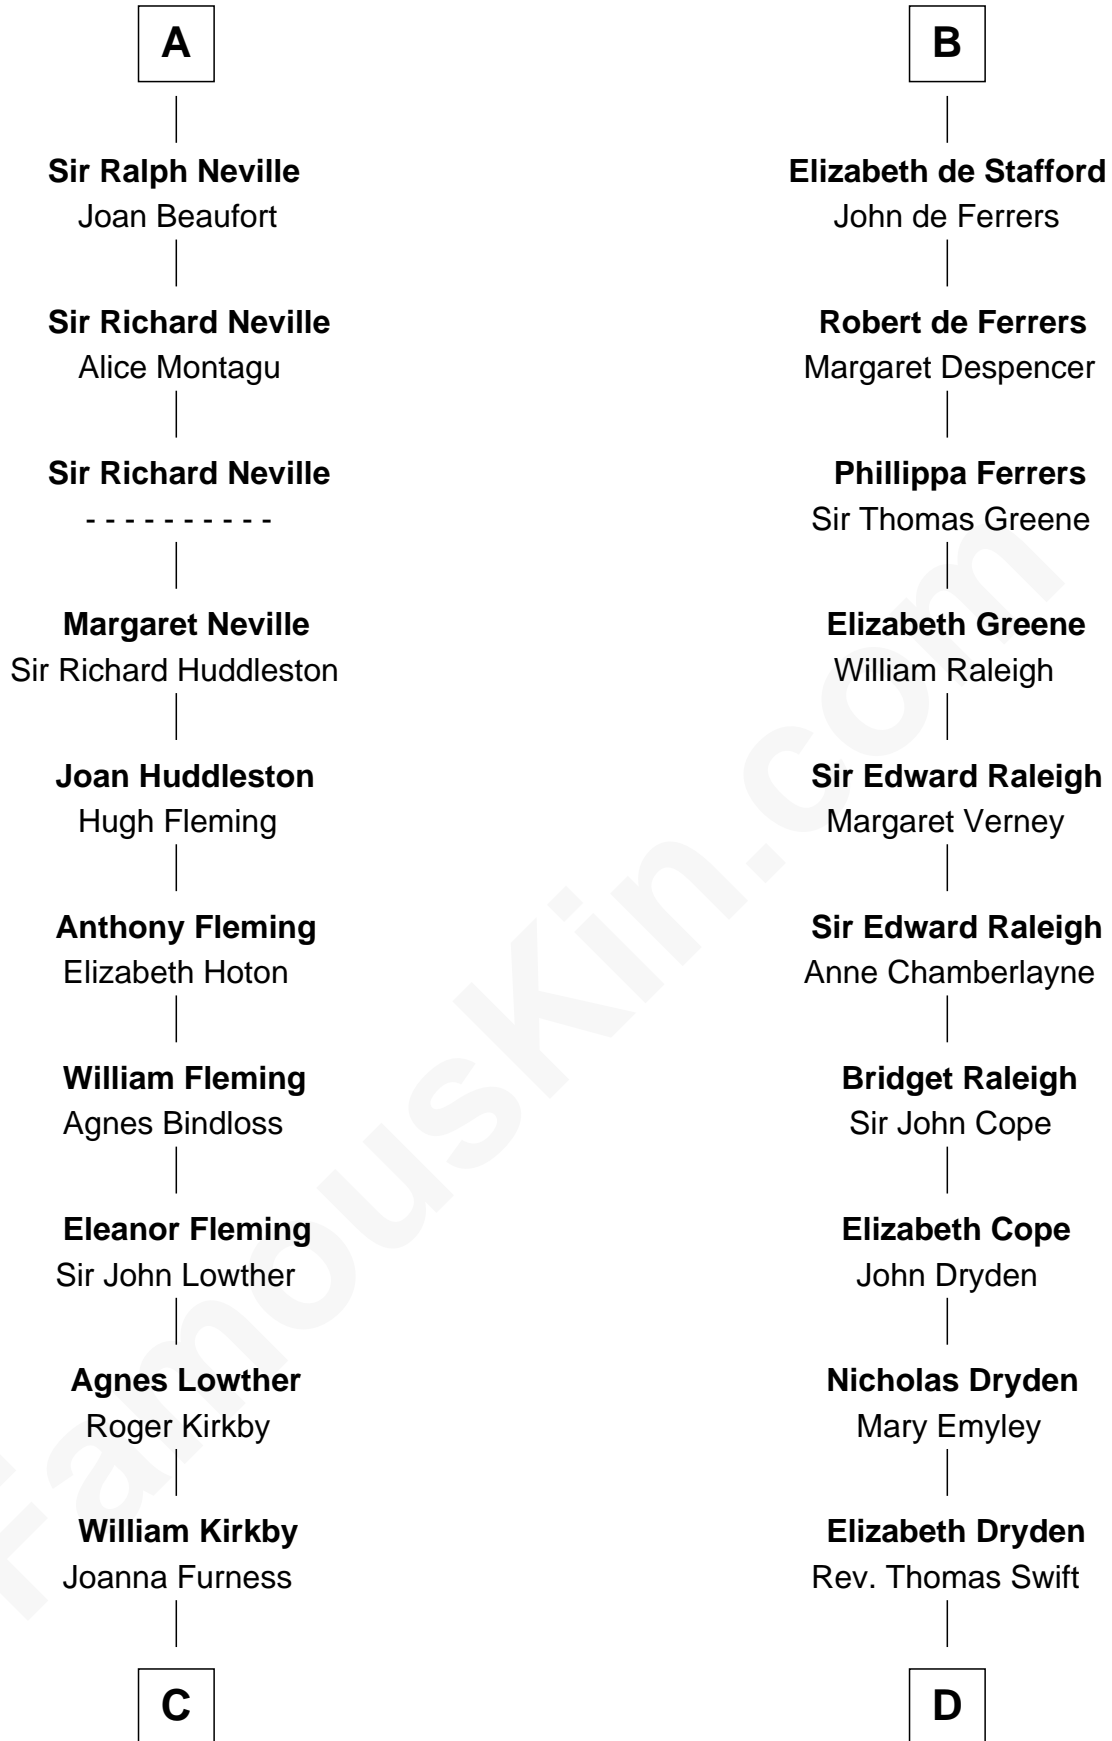 A
Sir Ralph Neville
Joan Beaufort
Sir Richard Neville
Alice Montagu
Sir Richard Neville
- - - - - - - - - -
Margaret Neville
Sir Richard Huddleston
Joan Huddleston
Hugh Fleming
Anthony Fleming
Elizabeth Hoton
William Fleming
Agnes Bindloss
Eleanor Fleming
Sir John Lowther
Agnes Lowther
Roger Kirkby
William Kirkby
Joanna Furness
C
B
Elizabeth de Stafford
John de Ferrers
Robert de Ferrers
Margaret Despencer
Phillippa Ferrers
Sir Thomas Greene
Elizabeth Greene
William Raleigh
Sir Edward Raleigh
Margaret Verney
Sir Edward Raleigh
Anne Chamberlayne
Bridget Raleigh
Sir John Cope
Elizabeth Cope
John Dryden
Nicholas Dryden
Mary Emyley
Elizabeth Dryden
Rev. Thomas Swift
D
FamousKin.com